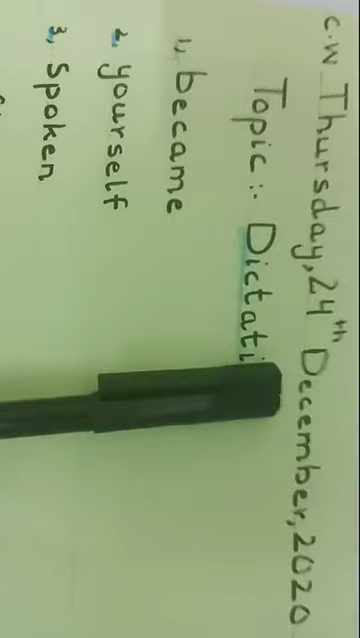 C.W Thursday, 24th December, 2020
Topic:- Dictati
1, became
2, yourself
3, spoken